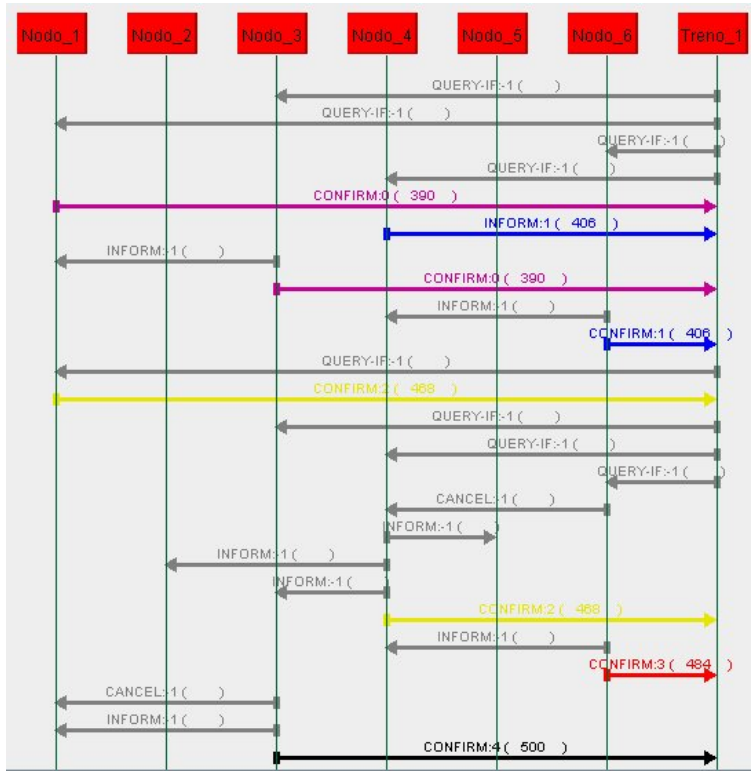 Nodo_1 Nodo_2 Nodo_3 Nodo_4 Nodo_5 Nodo_6 Treno_1
QUERY-IF:-1 ( )
QUERY-IF:-1 ( )
QUERY-IF:-1 ( )
QUERY-IF:-1 ( )
CONFIRM:0 ( 390 )
INFORM:1 ( 406 )
INFORM:-1 ( )
CONFIRM:0 ( 390 )
INFORM:-1 ( )
CONFIRM:1 ( 406 )
QUERY-IF:-1 ( )
CONFIRM:2 ( 468 )
QUERY-IF:-1 ( )
QUERY-IF:-1 ( )
QUERY-IF:-1 ( )
CANCEL:-1 ( )
INFORM:-1 ( )
INFORM:-1 ( )
INFORM:-1 ( )
CONFIRM:2 ( 468 )
INFORM:-1 ( )
CONFIRM:3 ( 484 )
CANCEL:-1 ( )
INFORM:-1 ( )
CONFIRM:4 ( 500 )